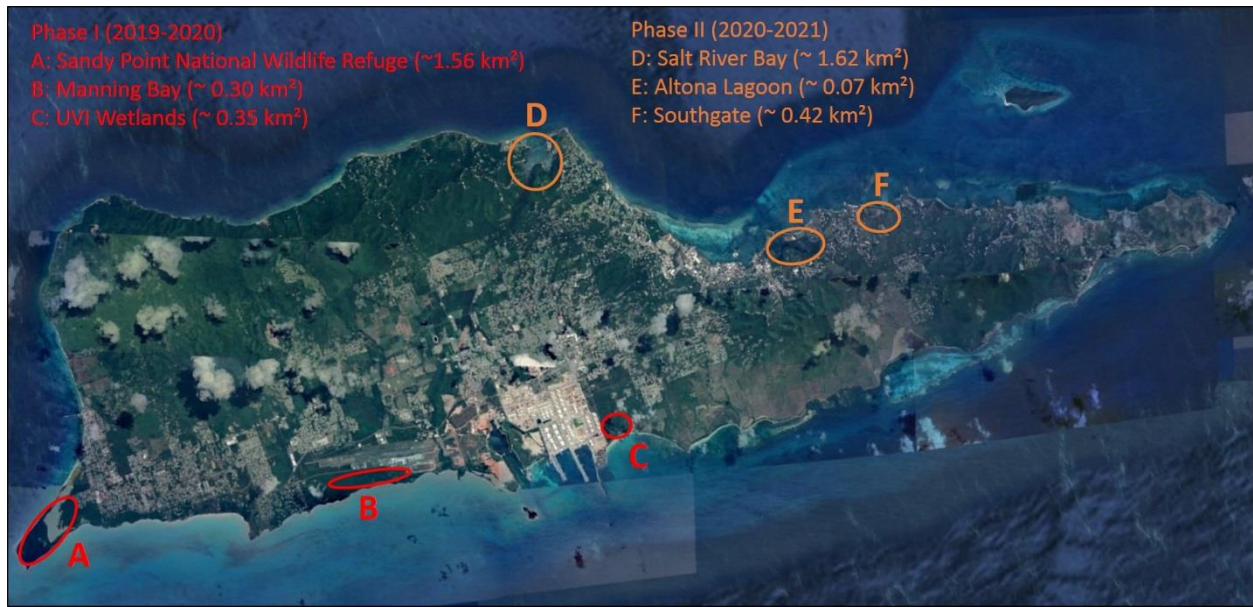 Phase I (2019-2020)
A: Sandy Point National Wildlife Refuge (~1.56 km²)
B: Manning Bay (~ 0.30 km²)
C: UVI Wetlands (~ 0.35 km²)
Phase II (2020-2021)
D: Salt River Bay (~ 1.62 km²)
E: Altona Lagoon (~ 0.07 km²)
F: Southgate (~ 0.42 km²)
D
F
E
C
B
A